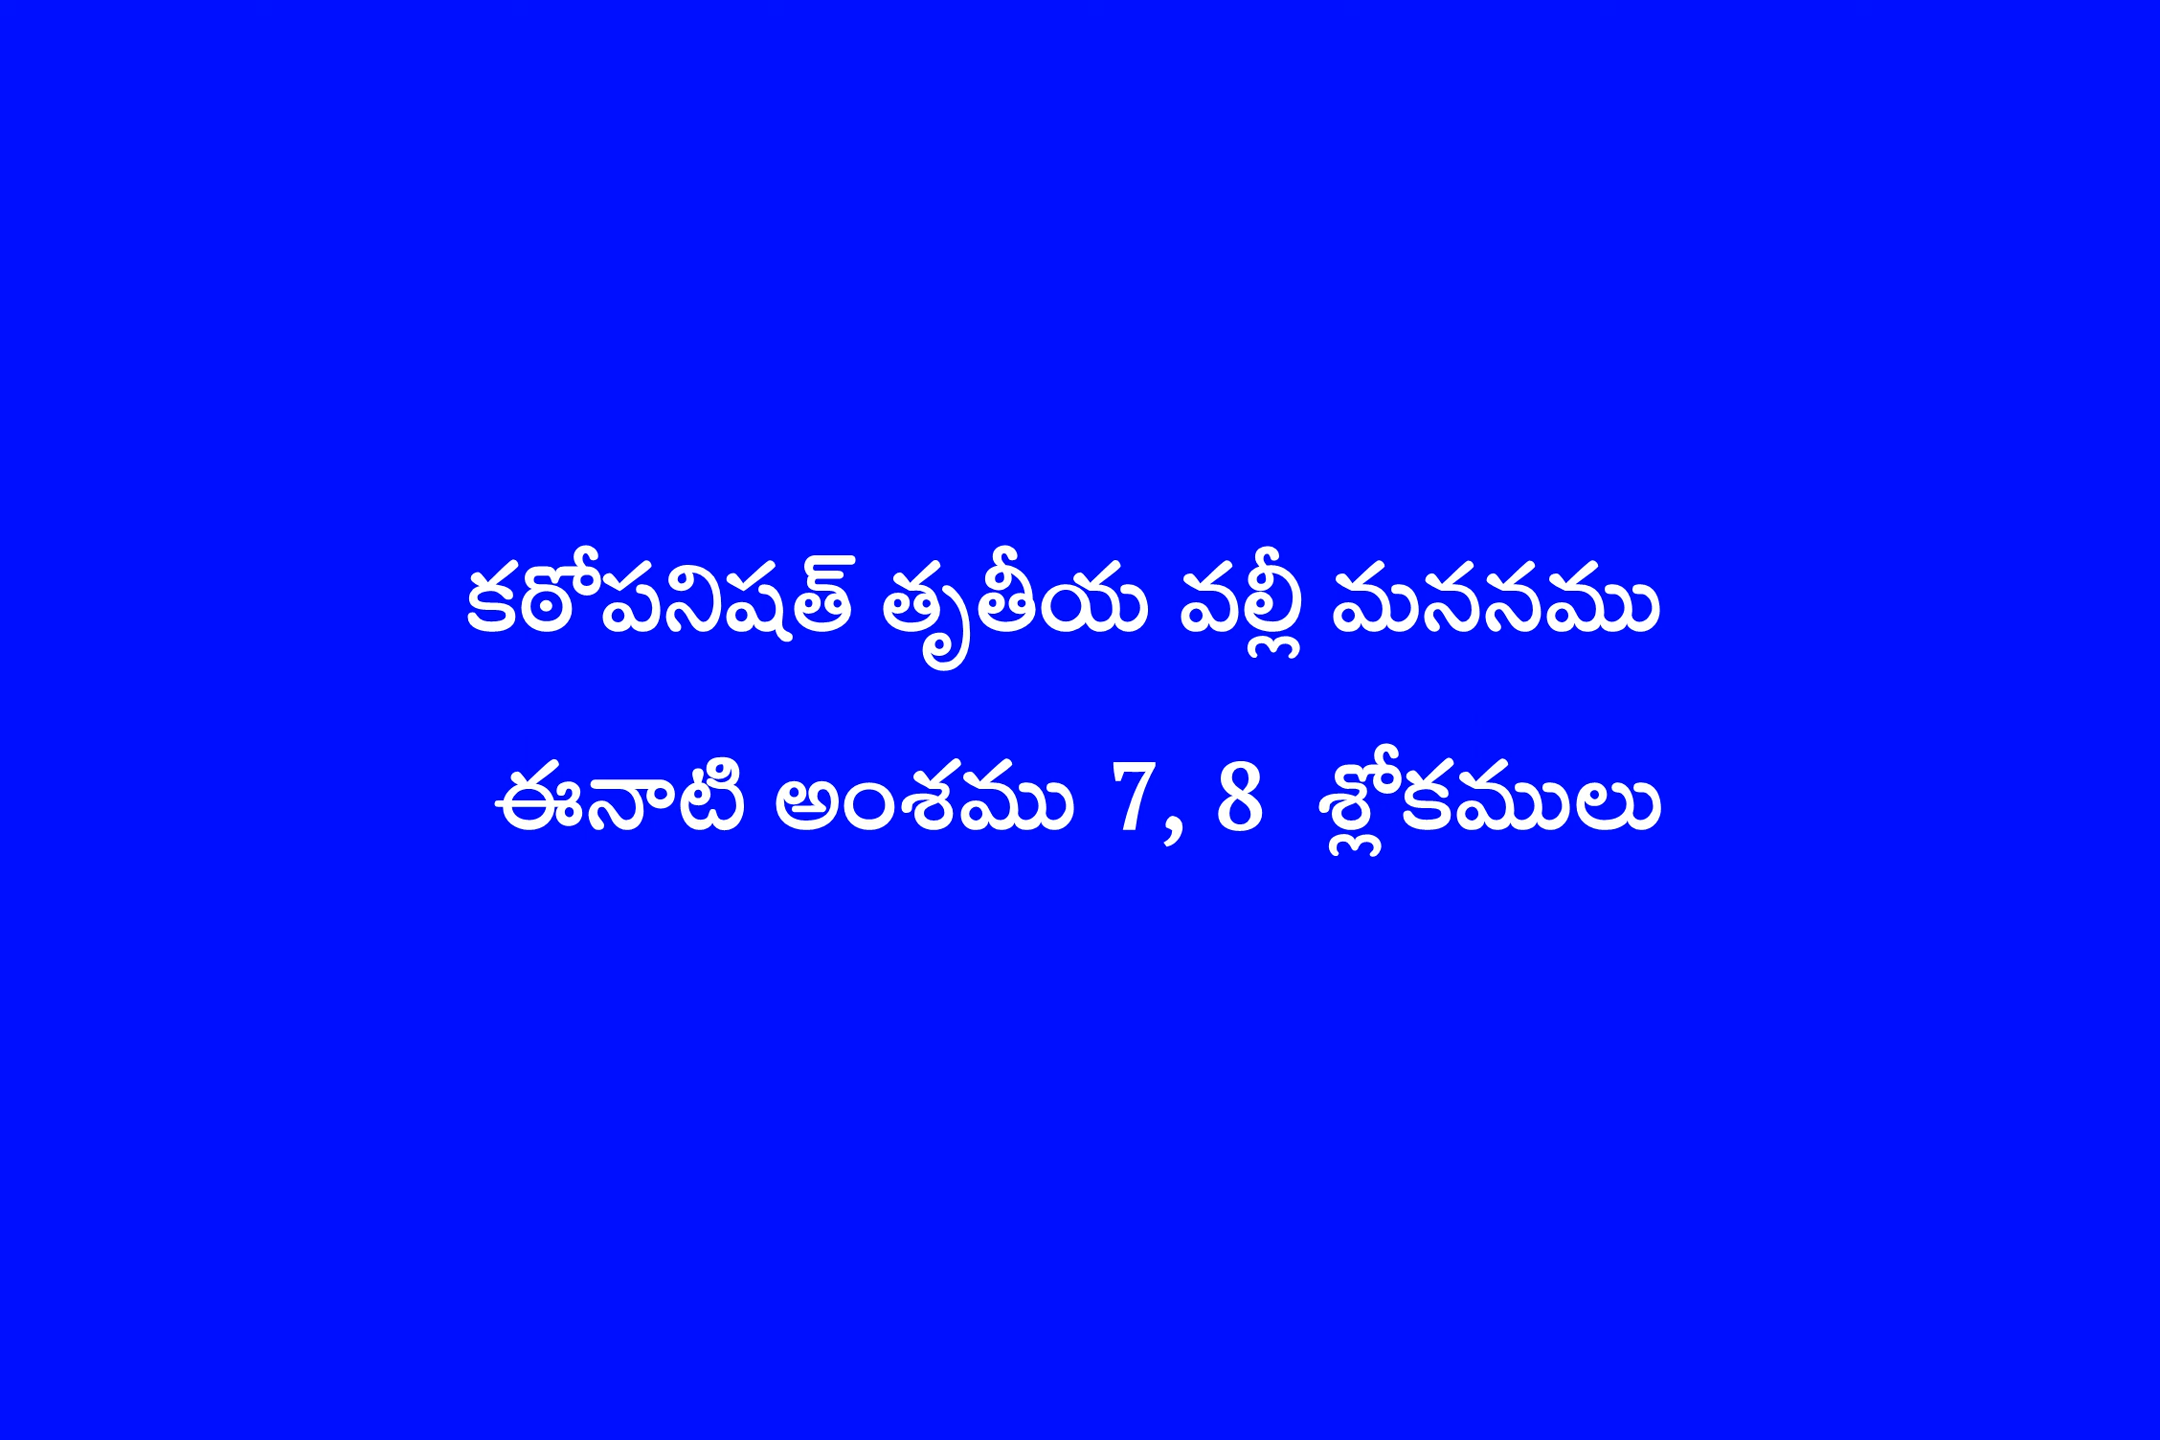 కఠోపనిషత్ తృతీయ వల్లీ మననము
ఈనాటి అంశము 7, 8 శ్లోకములు